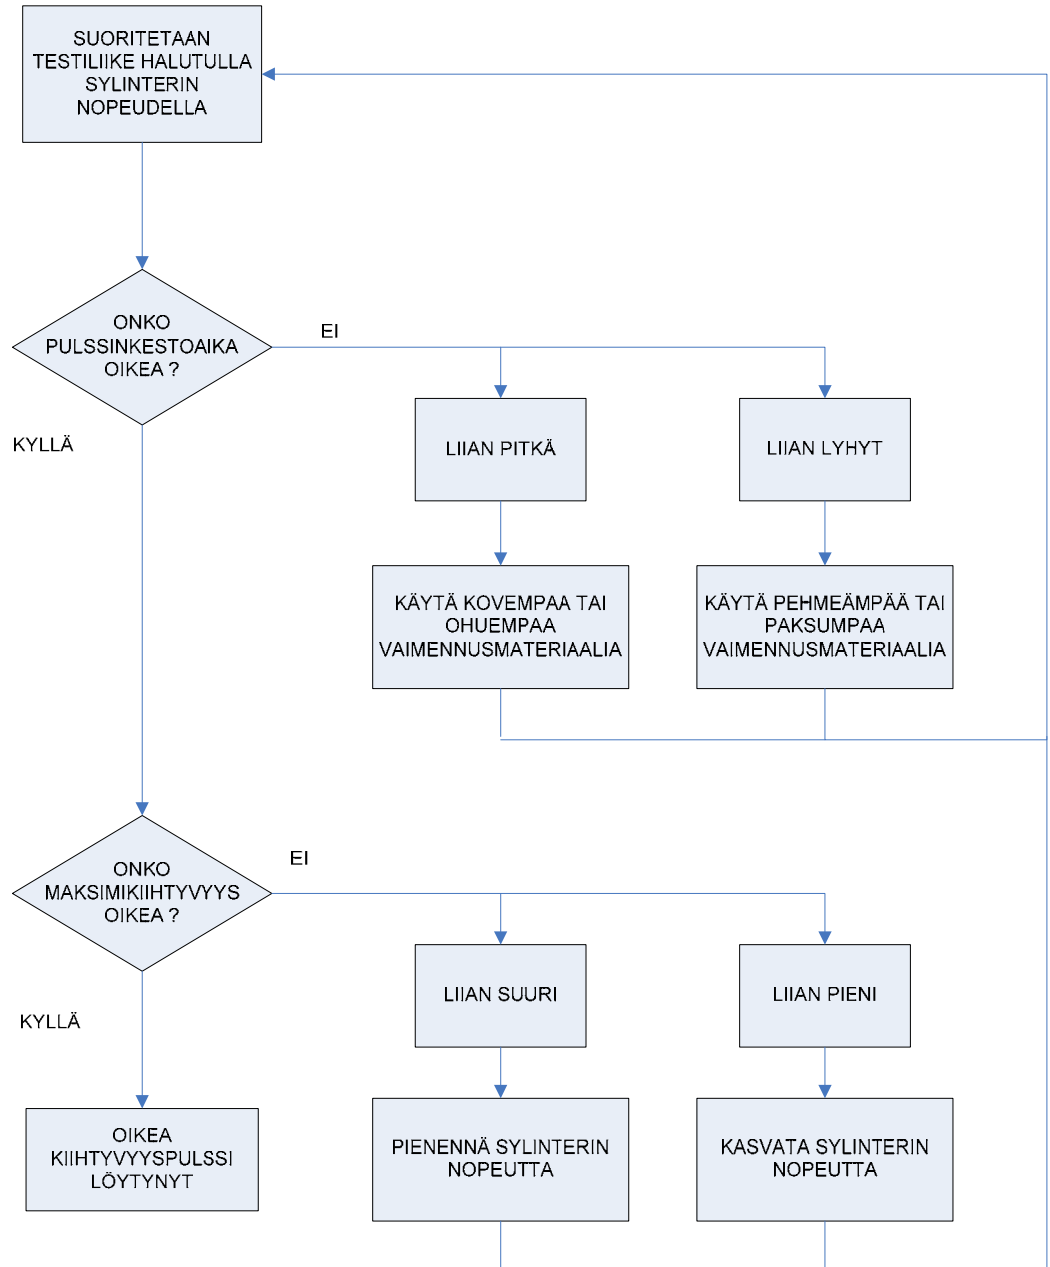 SUORITETAAN
TESTILIIKE HALUTULLA
SYLINTERIN
NOPEUDELLA
ONKO
PULSSINKESTOAIKA
OIKEA ?
EI
KYLLÄ
LIIAN PITKÄ
LIIAN LYHYT
KÄYTÄ KOVEMPAA TAI
OHUEMPAA
VAIMENNUSMATERIAALIA
KÄYTÄ PEHMEÄMPÄÄ TAI
PAKSUMPAA
VAIMENNUSMATERIAALIA
ONKO
MAKSIMIKIIHTYVYYS
OIKEA ?
EI
KYLLÄ
LIIAN SUURI
LIIAN PIENI
OIKEA
KIIHTYVYYSPULSSI
LÖYTYNYT
PIENENNÄ SYLINTERIN
NOPEUTTA
KASVATA SYLINTERIN
NOPEUTTA